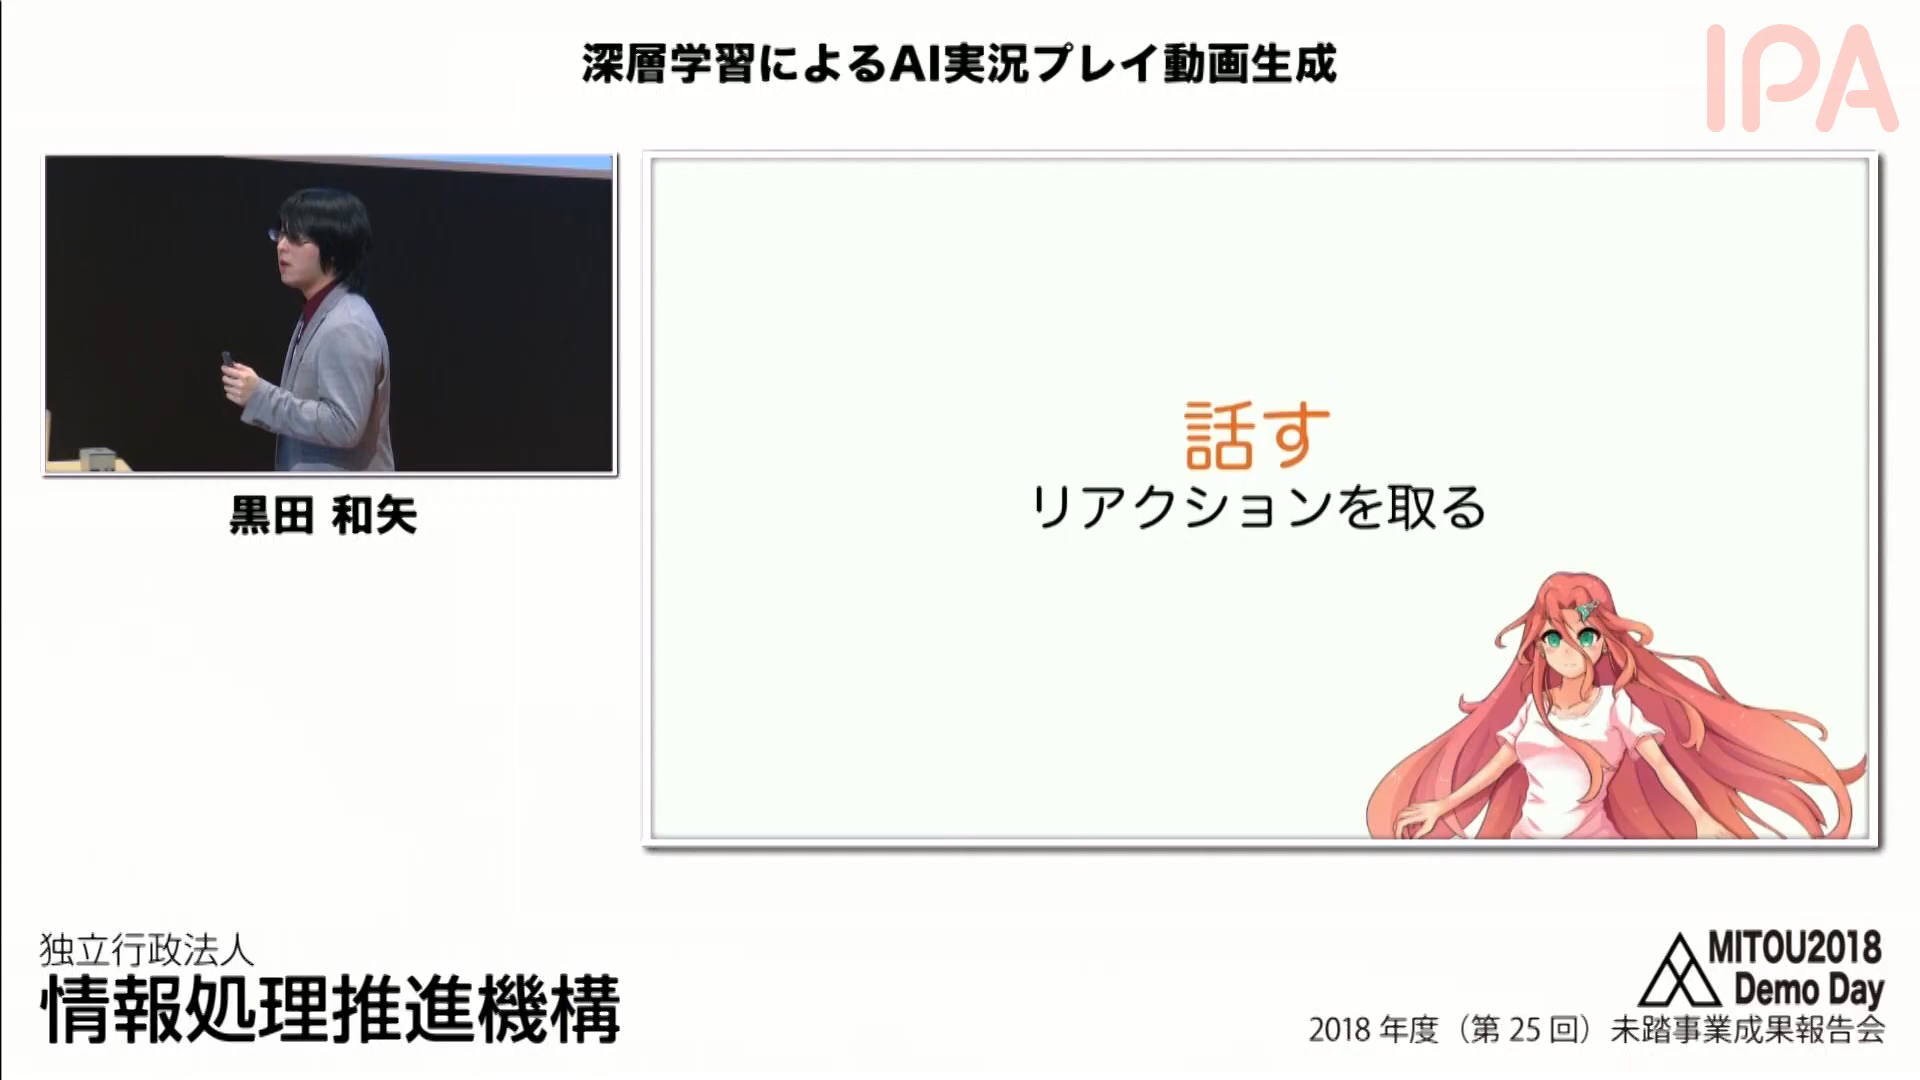 深層学習によるAI実況プレイ動画生成
IPA
黒田 和矢
話す
リアクションを取る
独立行政法人
情報処理推進機構
MITOU2018
Demo Day
2018 年度（第 25 回）未踏事業成果報告会